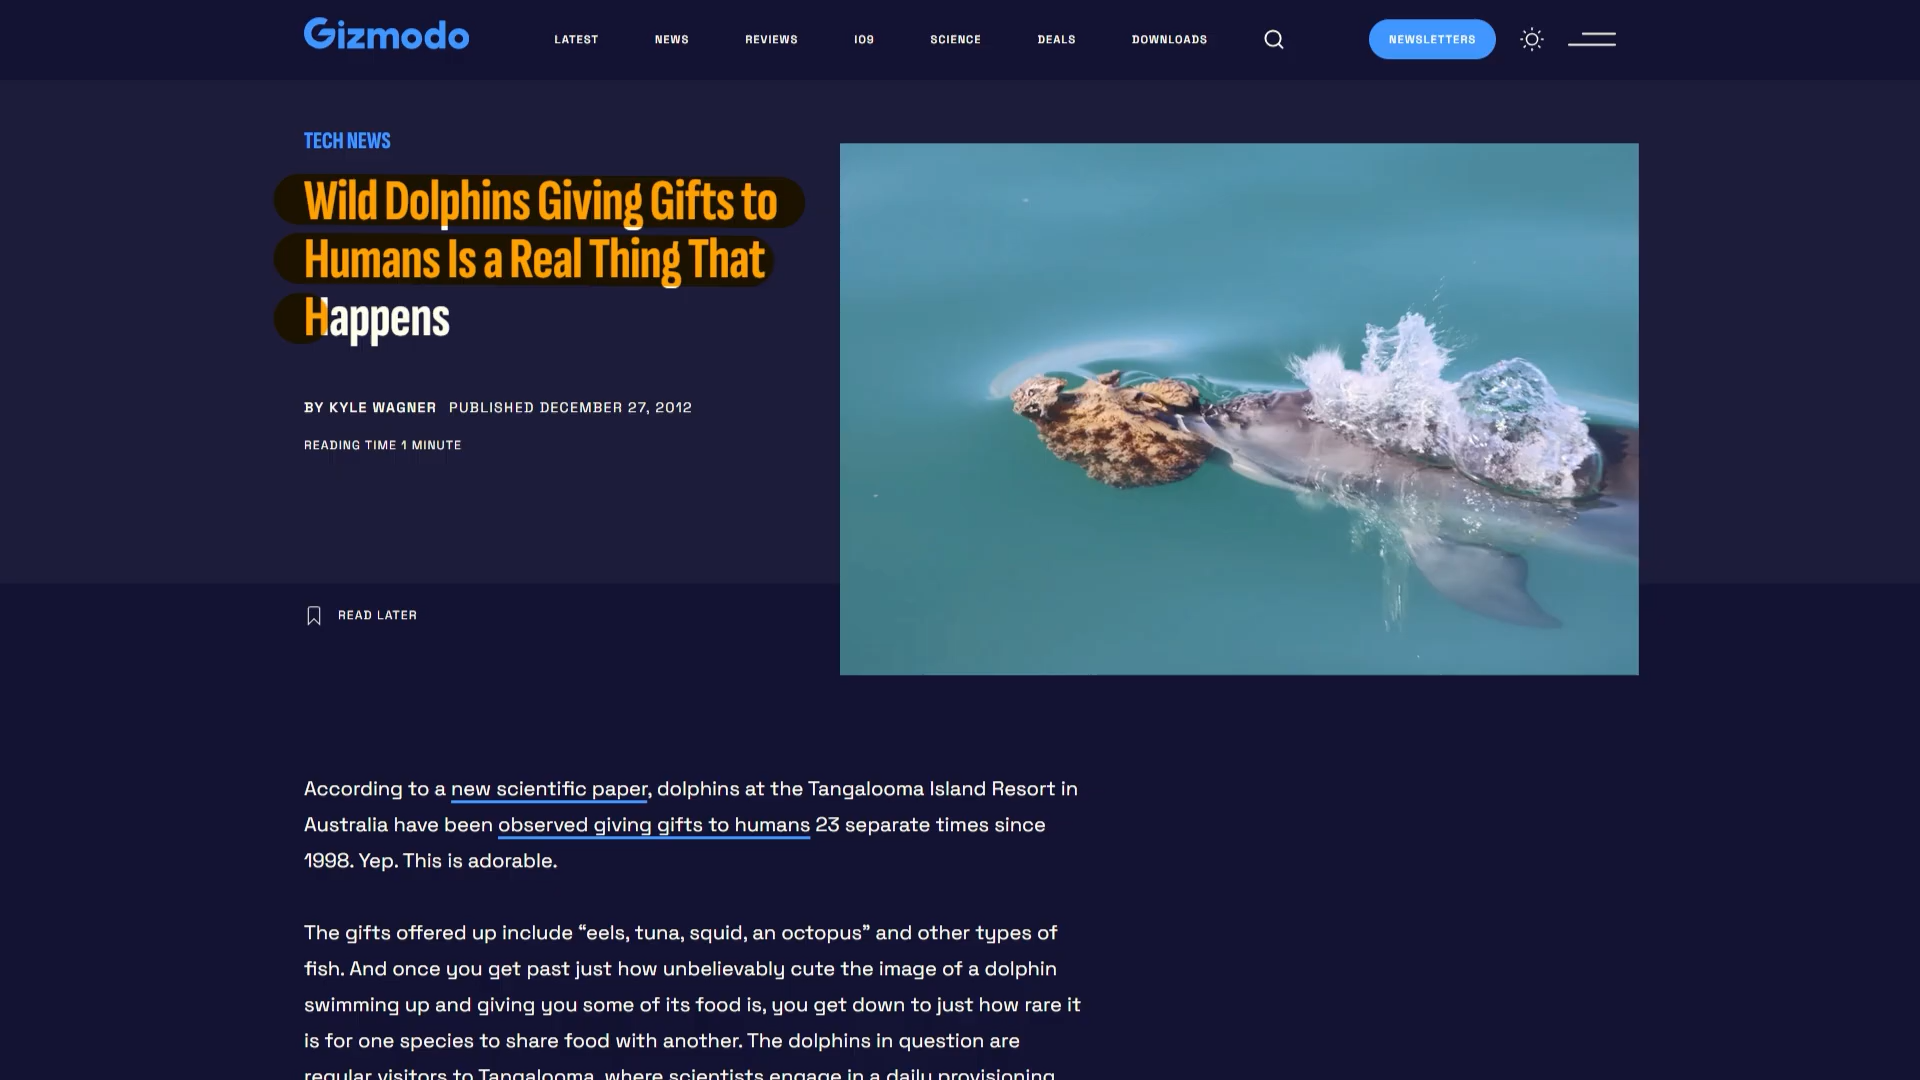 Gizmodo
LATEST NEWS REVIEWS IO9 SCIENCE DEALS DOWNLOADS NEWSLETTERS
TECH NEWS
Wild Dolphins Giving Gifts to
Humans Is a Real Thing That
Happens
BY KYLE WAGNER PUBLISHED DECEMBER 27, 2012
READING TIME 1 MINUTE
READ LATER
According to a new scientific paper, dolphins at the Tangalooma Island Resort in
Australia have been observed giving gifts to humans 23 separate times since
1998. Yep. This is adorable.
The gifts offered up include “eels, tuna, squid, an octopus” and other types of
fish. And once you get past just how unbelievably cute the image of a dolphin
swimming up and giving you some of its food is, you get down to just how rare it
is for one species to share food with another. The dolphins in question are
regular visitors to Tangalooma, where scientists engage in a daily provisioning